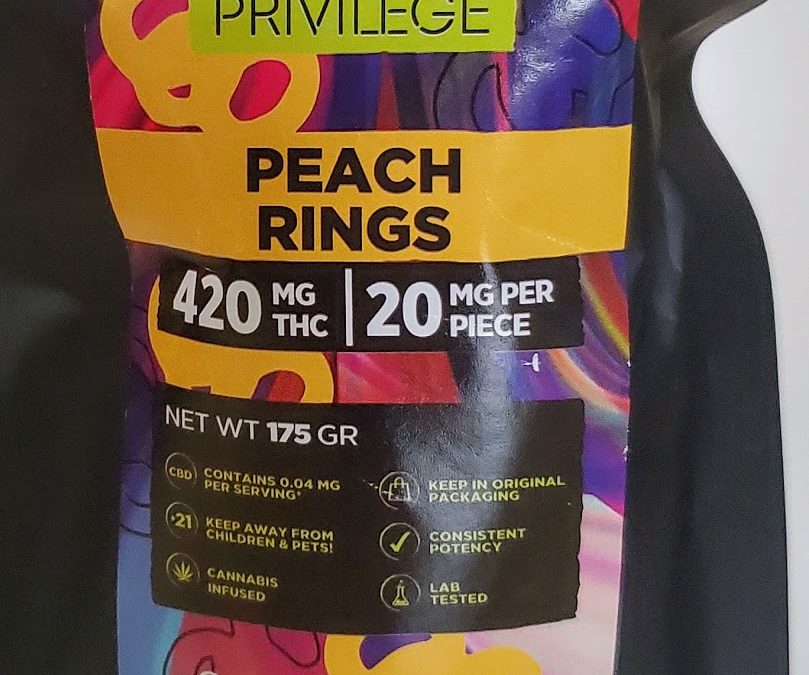 PRIVILEGE
PEACH
RINGS
420 MG THC | 20 MG PER PIECE
NET WT 175 GR
CBD CONTAINS 0.04 MG
PER SERVING*
+21 KEEP AWAY FROM
CHILDREN & PETS!
CANNABIS
INFUSED
KEEP IN ORIGINAL
PACKAGING
CONSISTENT
POTENCY
LAB
TESTED